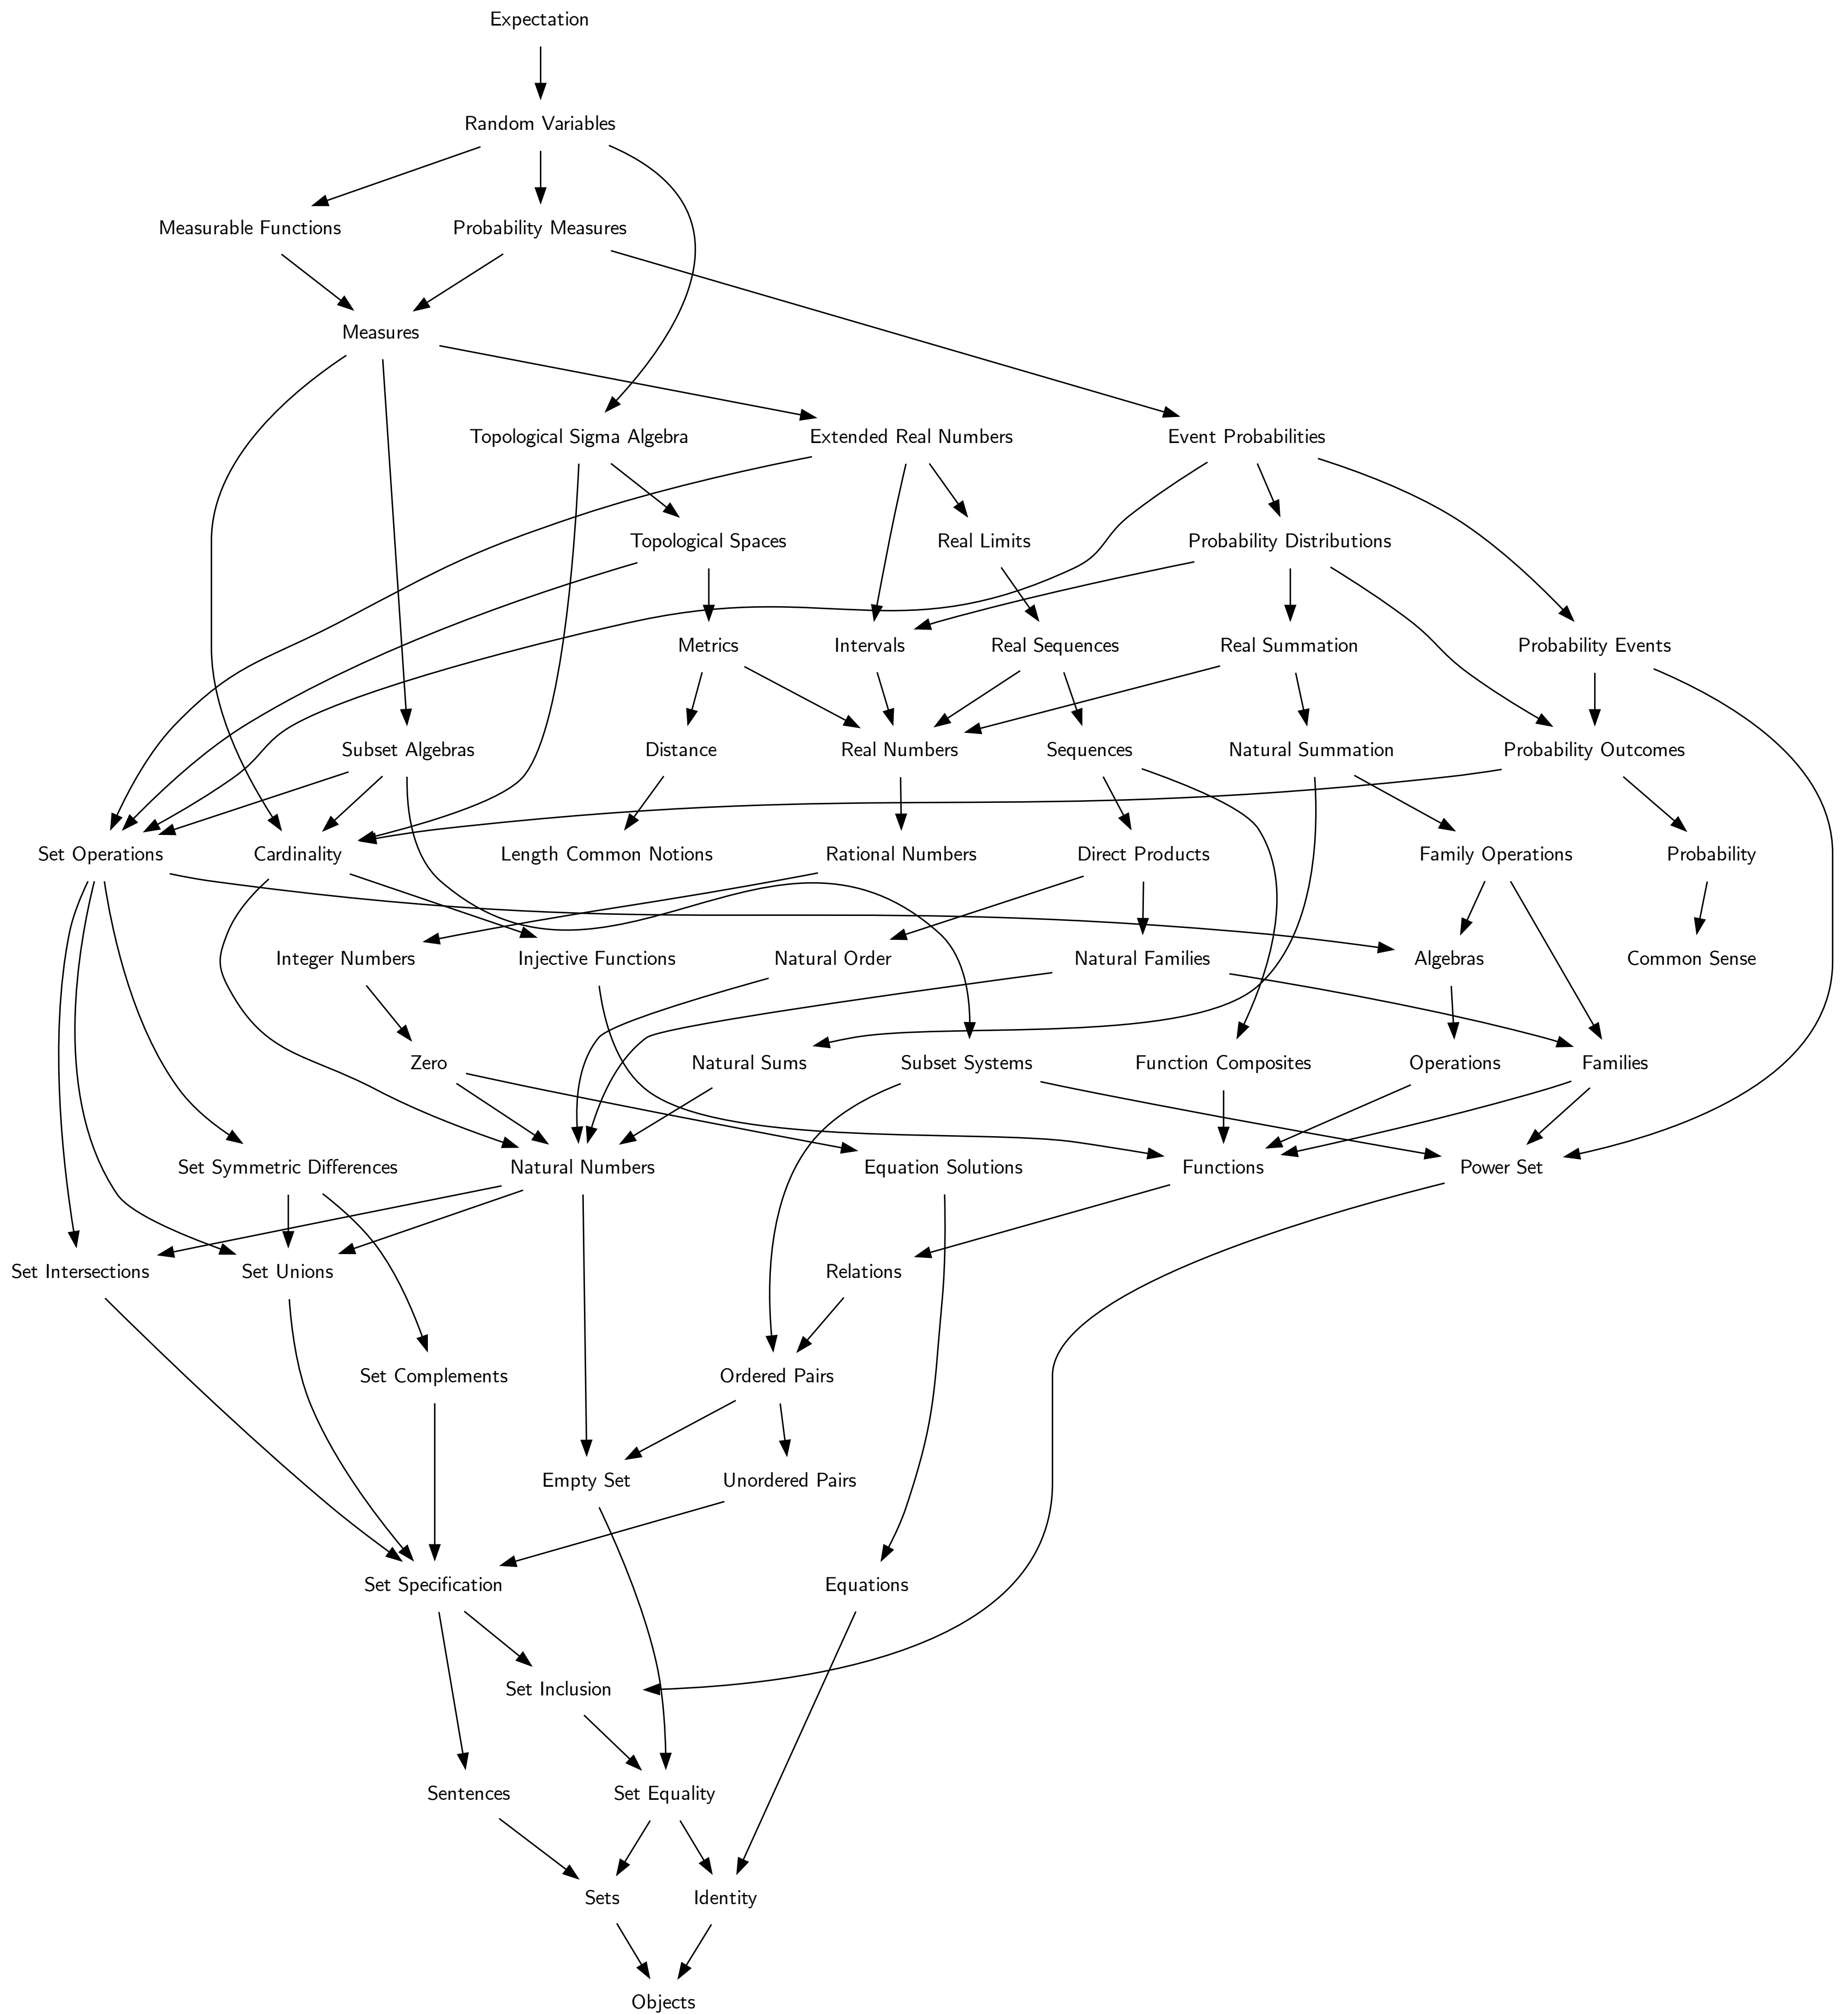 Expectation
Random Variables
Measurable Functions
Probability Measures
Measures
Topological Sigma Algebra
Extended Real Numbers
Event Probabilities
Topological Spaces
Real Limits
Probability Distributions
Metrics
Intervals
Real Sequences
Real Summation
Probability Events
Subset Algebras
Distance
Real Numbers
Sequences
Natural Summation
Probability Outcomes
Set Operations
Cardinality
Length Common Notions
Rational Numbers
Direct Products
Family Operations
Probability
Integer Numbers
Injective Functions
Natural Order
Natural Families
Algebras
Common Sense
Zero
Natural Sums
Subset Systems
Function Composites
Operations
Families
Set Symmetric Differences
Natural Numbers
Equation Solutions
Functions
Power Set
Set Intersections
Set Unions
Relations
Set Complements
Ordered Pairs
Empty Set
Unordered Pairs
Set Specification
Equations
Set Inclusion
Sentences
Set Equality
Sets
Identity
Objects